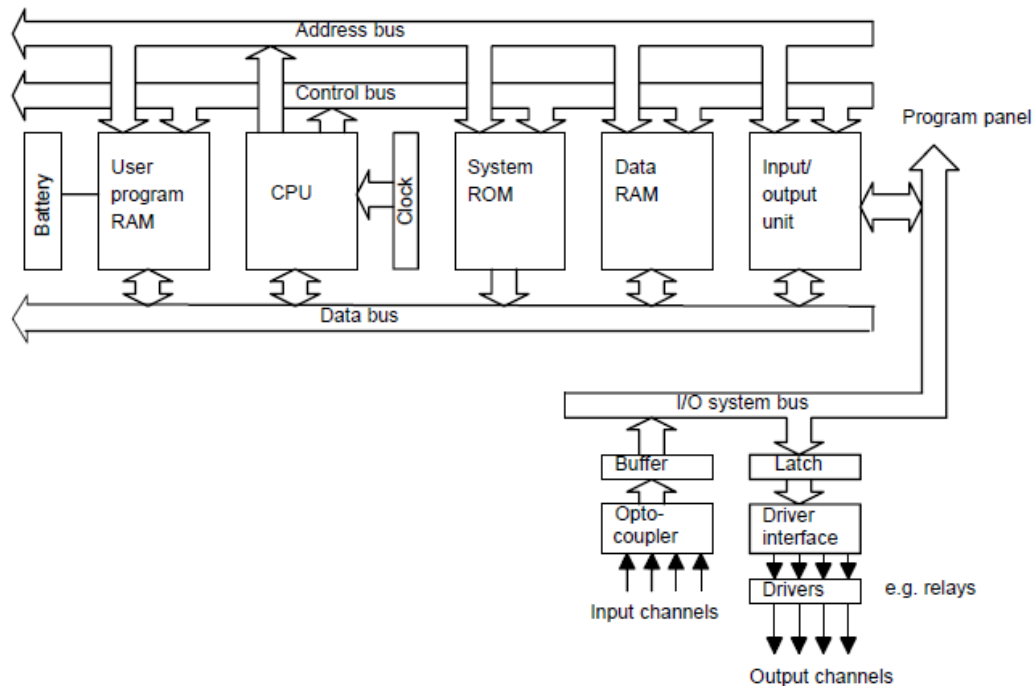 Address bus
Control bus
Program panel
Battery
User
program
RAM
CPU
Clock
System
ROM
Data
RAM
Input/
output
unit
Data bus
I/O system bus
Buffer
Latch
Opto-
coupler
Driver
interface
Input channels
Drivers
e.g. relays
Output channels